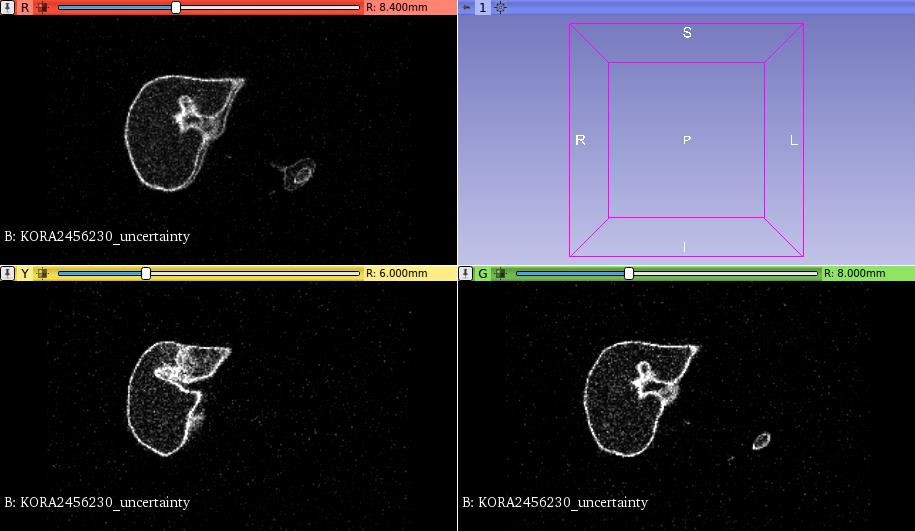 R R: 8.400mm
1
S
R P L
I
B: KORA2456230_uncertainty
Y R: 6.000mm
G R: 8.000mm
B: KORA2456230_uncertainty
B: KORA2456230_uncertainty